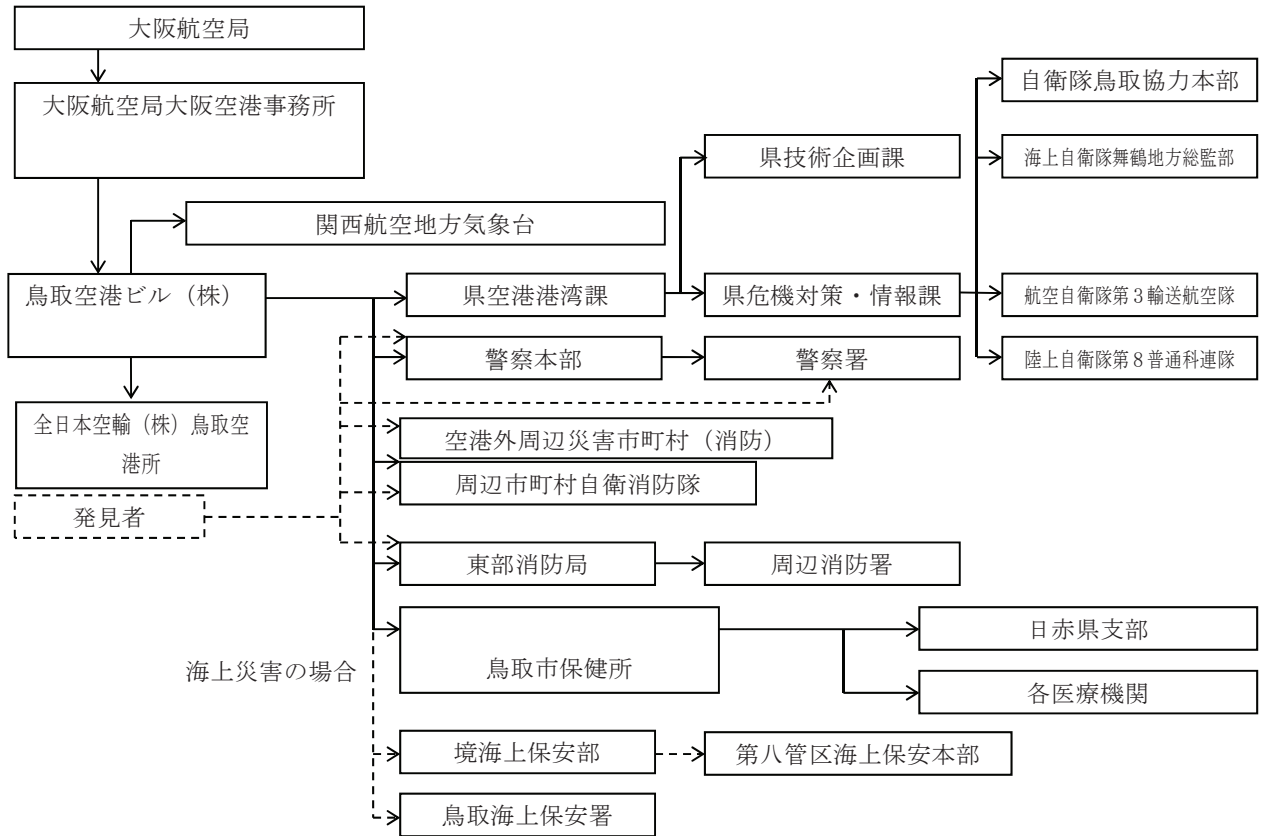 大阪航空局
大阪航空局大阪空港事務所
自衛隊鳥取協力本部
県技術企画課
海上自衛隊舞鶴地方総監部
関西航空地方気象台
鳥取空港ビル（株）
県空港港湾課
県危機対策・情報課
航空自衛隊第３輸送航空隊
警察本部
警察署
陸上自衛隊第８普通科連隊
全日本空輸（株）鳥取空
港所
空港外周辺災害市町村（消防）
周辺市町村自衛消防隊
発見者
東部消防局
周辺消防署
日赤県支部
海上災害の場合
鳥取市保健所
各医療機関
境海上保安部
第八管区海上保安本部
鳥取海上保安署